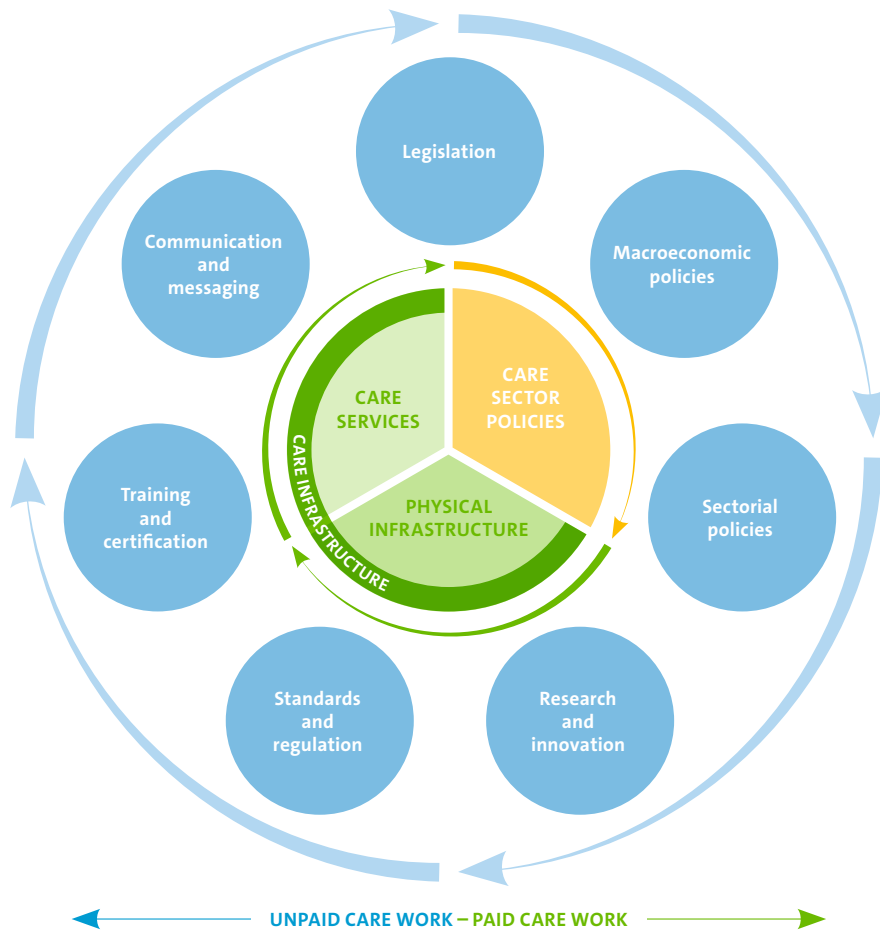 Legislation
Macroeconomic
policies
Sectorial
policies
Research
and
innovation
Standards
and
regulation
Training
and
certification
Communication
and
messaging
CARE
SECTOR
POLICIES
PHYSICAL
INFRASTRUCTURE
CARE
SERVICES
CARE INFRASTRUCTURE
UNPAID CARE WORK – PAID CARE WORK